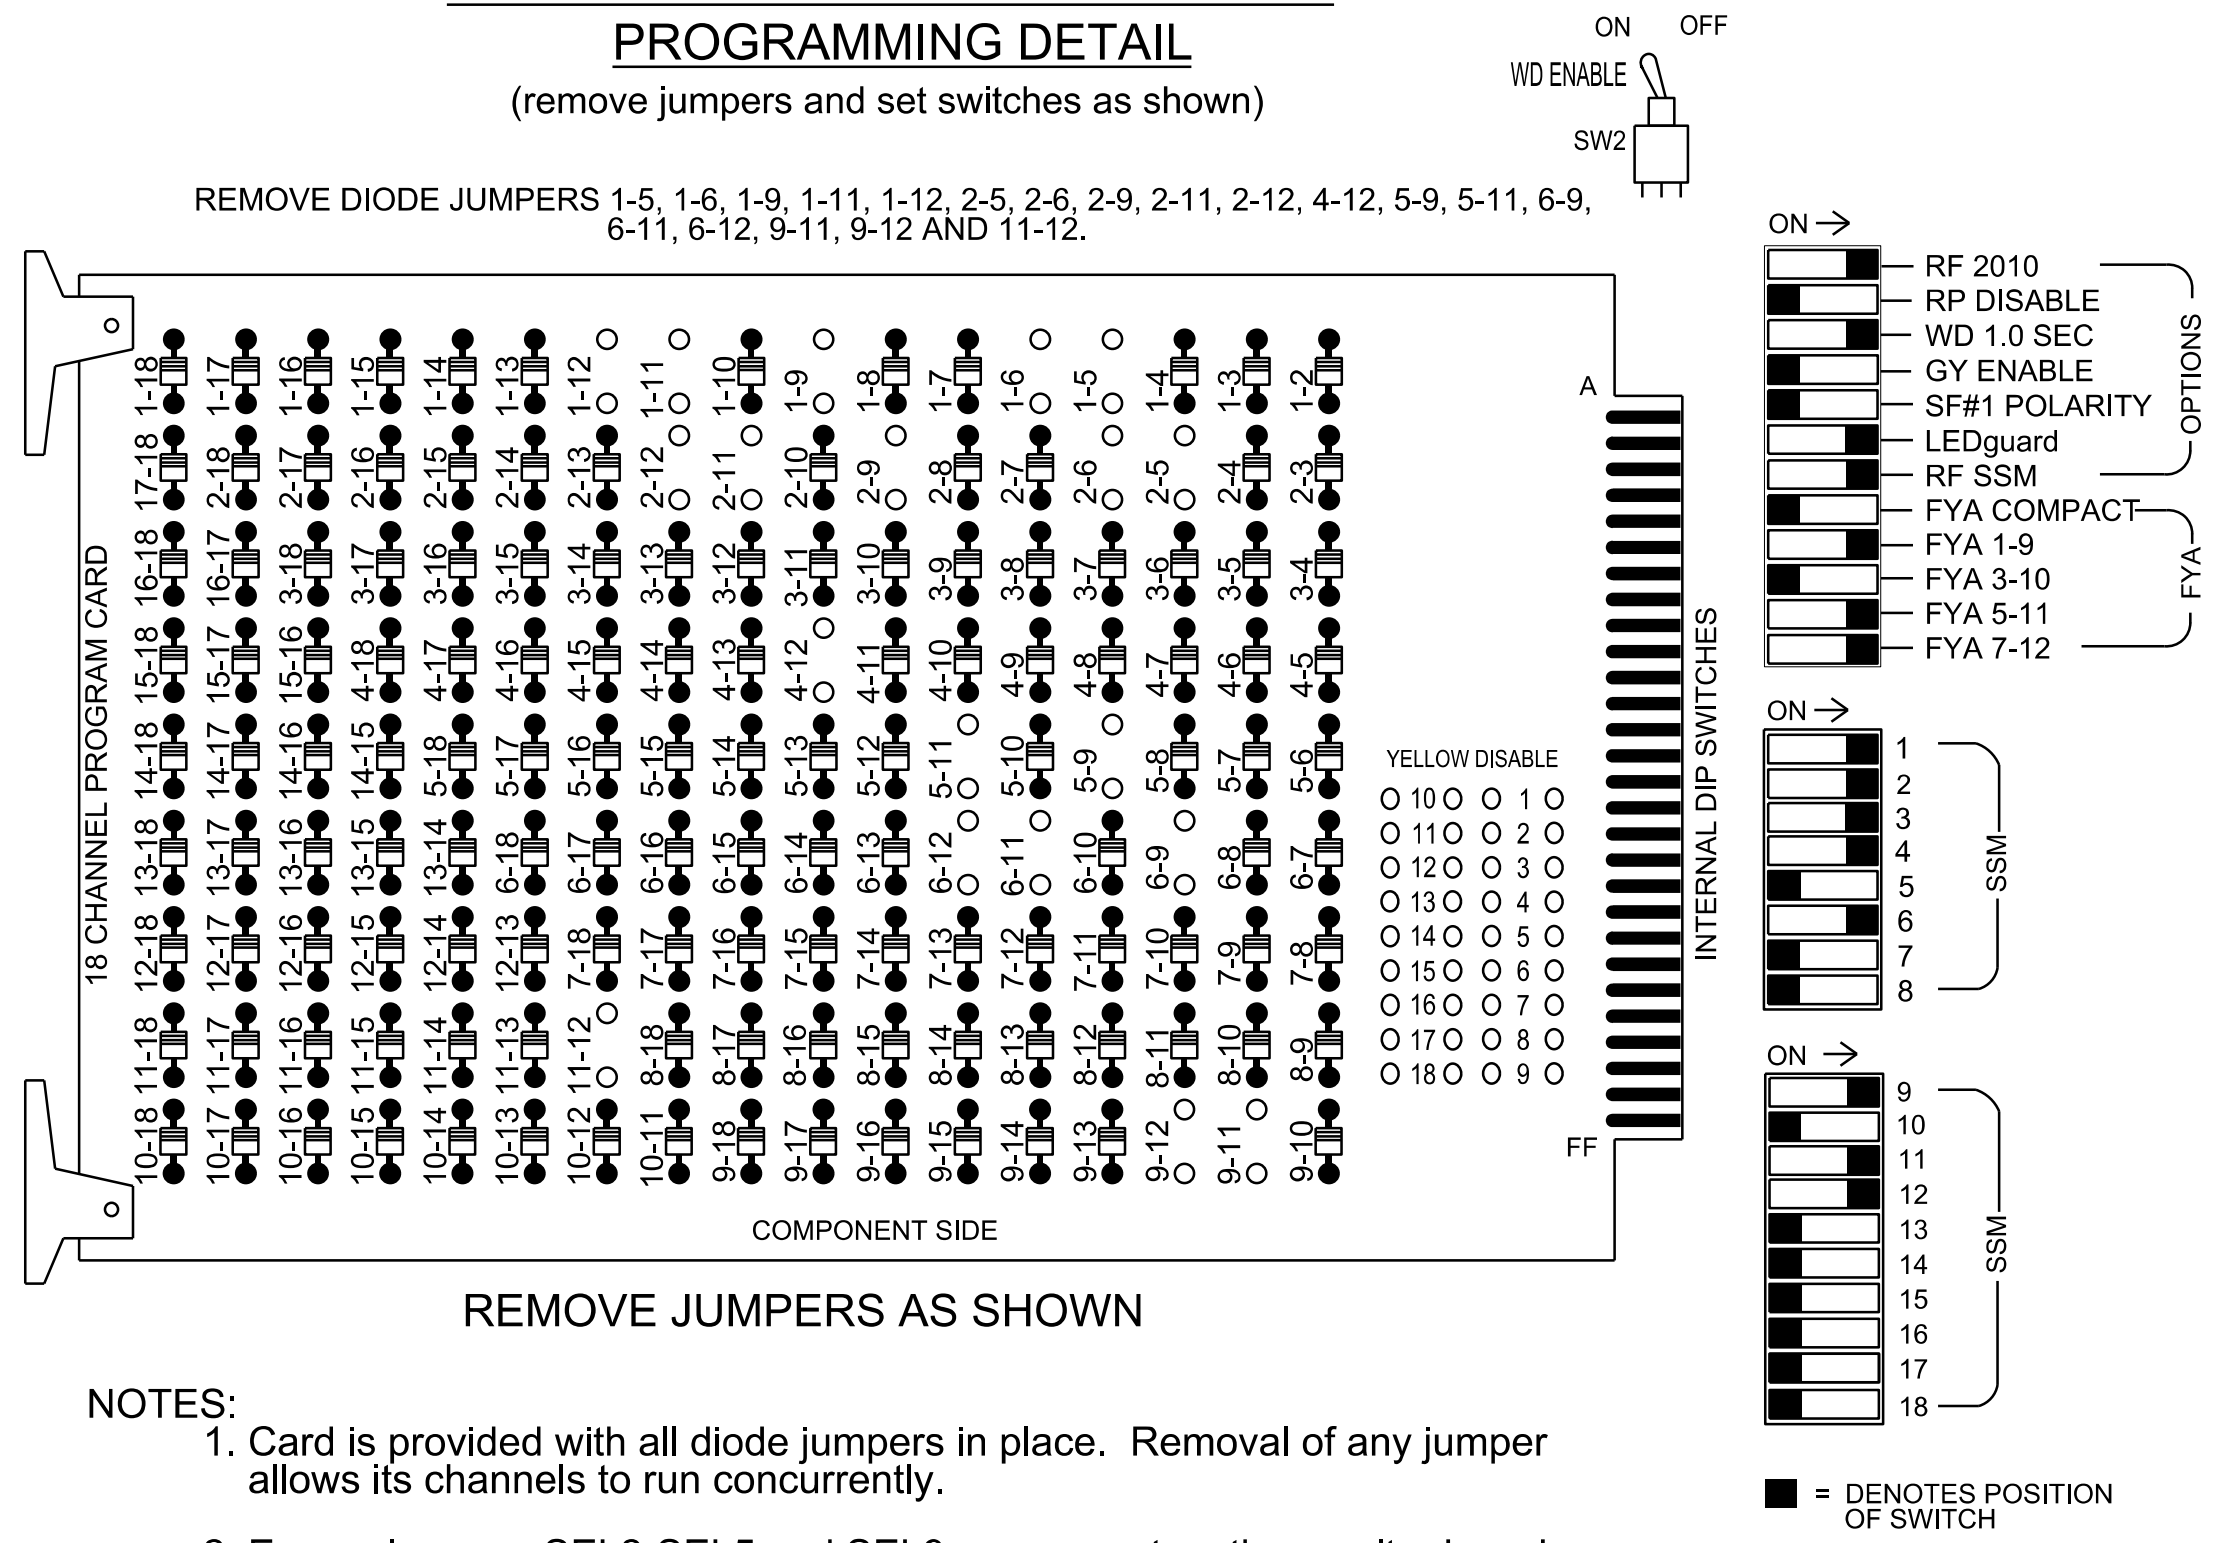 PROGRAMMING DETAIL
(remove jumpers and set switches as shown)
ON OFF
WD ENABLE
SW2
REMOVE DIODE JUMPERS 1-5, 1-6, 1-9, 1-11, 1-12, 2-5, 2-6, 2-9, 2-11, 2-12, 4-12, 5-9, 5-11, 6-9,
6-11, 6-12, 9-11, 9-12 AND 11-12.
18 CHANNEL PROGRAM CARD
1-18 1-17 1-16 1-15 1-14 1-13 1-12 1-11 1-10 1-9 1-8 1-7 1-6 1-5 1-4 1-3 1-2
17-18 2-18 2-17 2-16 2-15 2-14 2-13 2-12 2-11 2-10 2-9 2-8 2-7 2-6 2-5 2-4 2-3
16-18 16-17 3-18 3-17 3-16 3-15 3-14 3-13 3-12 3-11 3-10 3-9 3-8 3-7 3-6 3-5 3-4
15-18 15-17 15-16 4-18 4-17 4-16 4-15 4-14 4-13 4-12 4-11 4-10 4-9 4-8 4-7 4-6 4-5
14-18 14-17 14-16 14-15 5-18 5-17 5-16 5-15 5-14 5-13 5-12 5-11 5-10 5-9 5-8 5-7 5-6
13-18 13-17 13-16 13-15 13-14 6-18 6-17 6-16 6-15 6-14 6-13 6-12 6-11 6-10 6-9 6-8 6-7
12-18 12-17 12-16 12-15 12-14 12-13 7-18 7-17 7-16 7-15 7-14 7-13 7-12 7-11 7-10 7-9 7-8
11-18 11-17 11-16 11-15 11-14 11-13 11-12 8-18 8-17 8-16 8-15 8-14 8-13 8-12 8-11 8-10 8-9
10-18 10-17 10-16 10-15 10-14 10-13 10-12 10-11 9-18 9-17 9-16 9-15 9-14 9-13 9-12 9-11 9-10
YELLOW DISABLE
10 1
11 2
12 3
13 4
14 5
15 6
16 7
17 8
18 9
A
FF
COMPONENT SIDE
INTERNAL DIP SWITCHES
ON
RF 2010
RP DISABLE
WD 1.0 SEC
GY ENABLE
SF#1 POLARITY
LEDguard
RF SSM
OPTIONS
FYA COMPACT
FYA 1-9
FYA 3-10
FYA 5-11
FYA 7-12
FYA
ON
1
2
3
4
5
6
7
8
SSM
ON
9
10
11
12
13
14
15
16
17
18
SSM
= DENOTES POSITION
OF SWITCH
REMOVE JUMPERS AS SHOWN
NOTES:
1. Card is provided with all diode jumpers in place. Removal of any jumper
allows its channels to run concurrently.